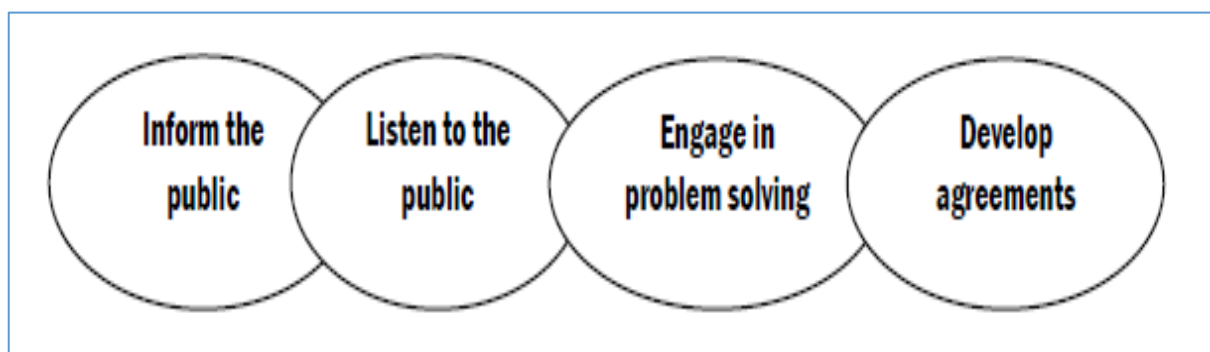 Inform the
public
Listen to the
public
Engage in
problem solving
Develop
agreements